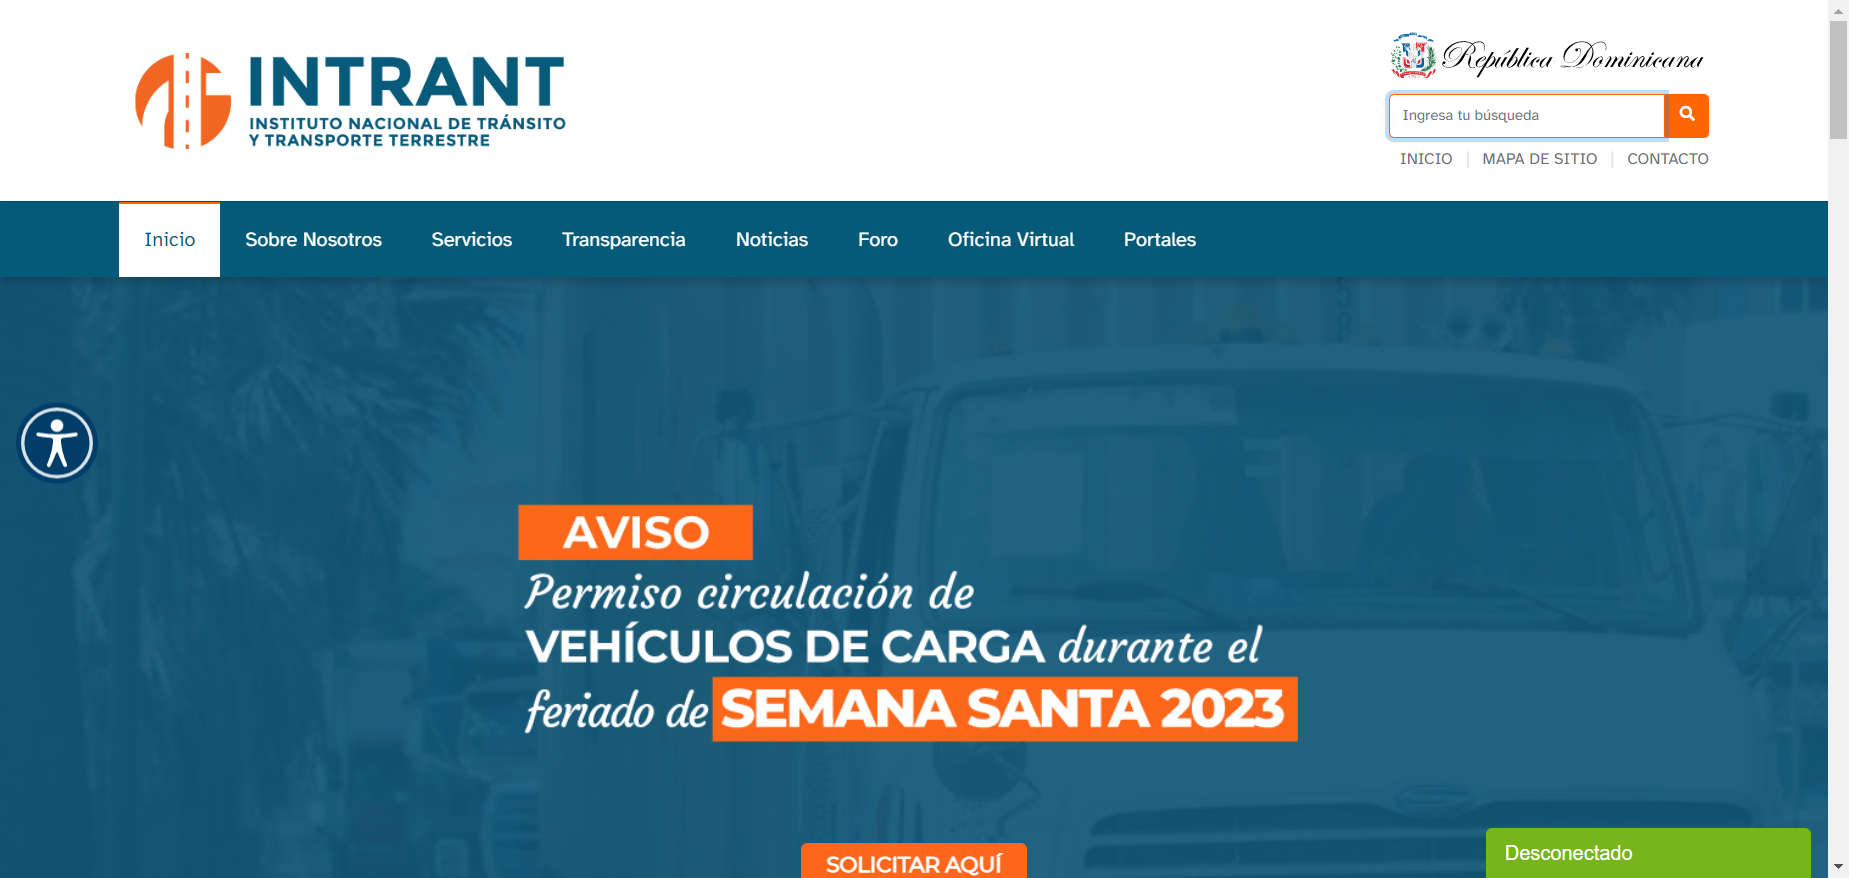 INTRANT
INSTITUTO NACIONAL DE TRÁNSITO
Y TRANSPORTE TERRESTRE
República Dominicana
Ingresa tu búsqueda
INICIO
MAPA DE SITIO
CONTACTO
Inicio
Sobre Nosotros
Servicios
Transparencia
Noticias
Foro
Oficina Virtual
Portales
AVISO
Permiso circulación de
VEHÍCULOS DE CARGA durante el
feriado de SEMANA SANTA 2023
SOLICITAR AQUÍ
Desconectado